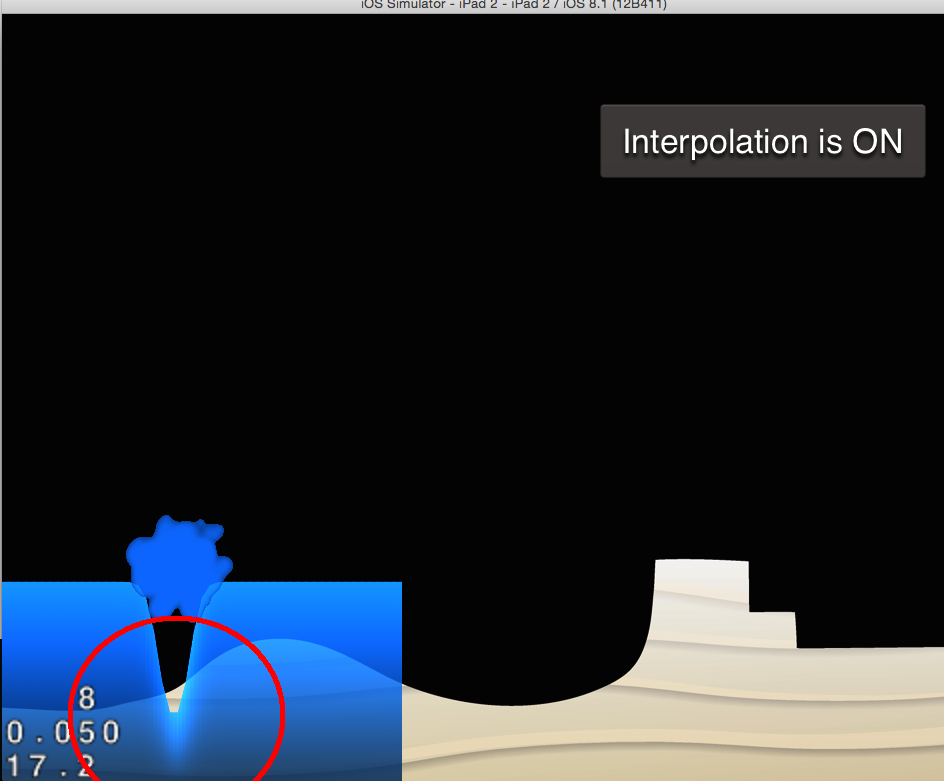 iOS Simulator - iPad 2 - iPad 2 / iOS 8.1 (12B411)
Interpolation is ON
8
0.050
17.2